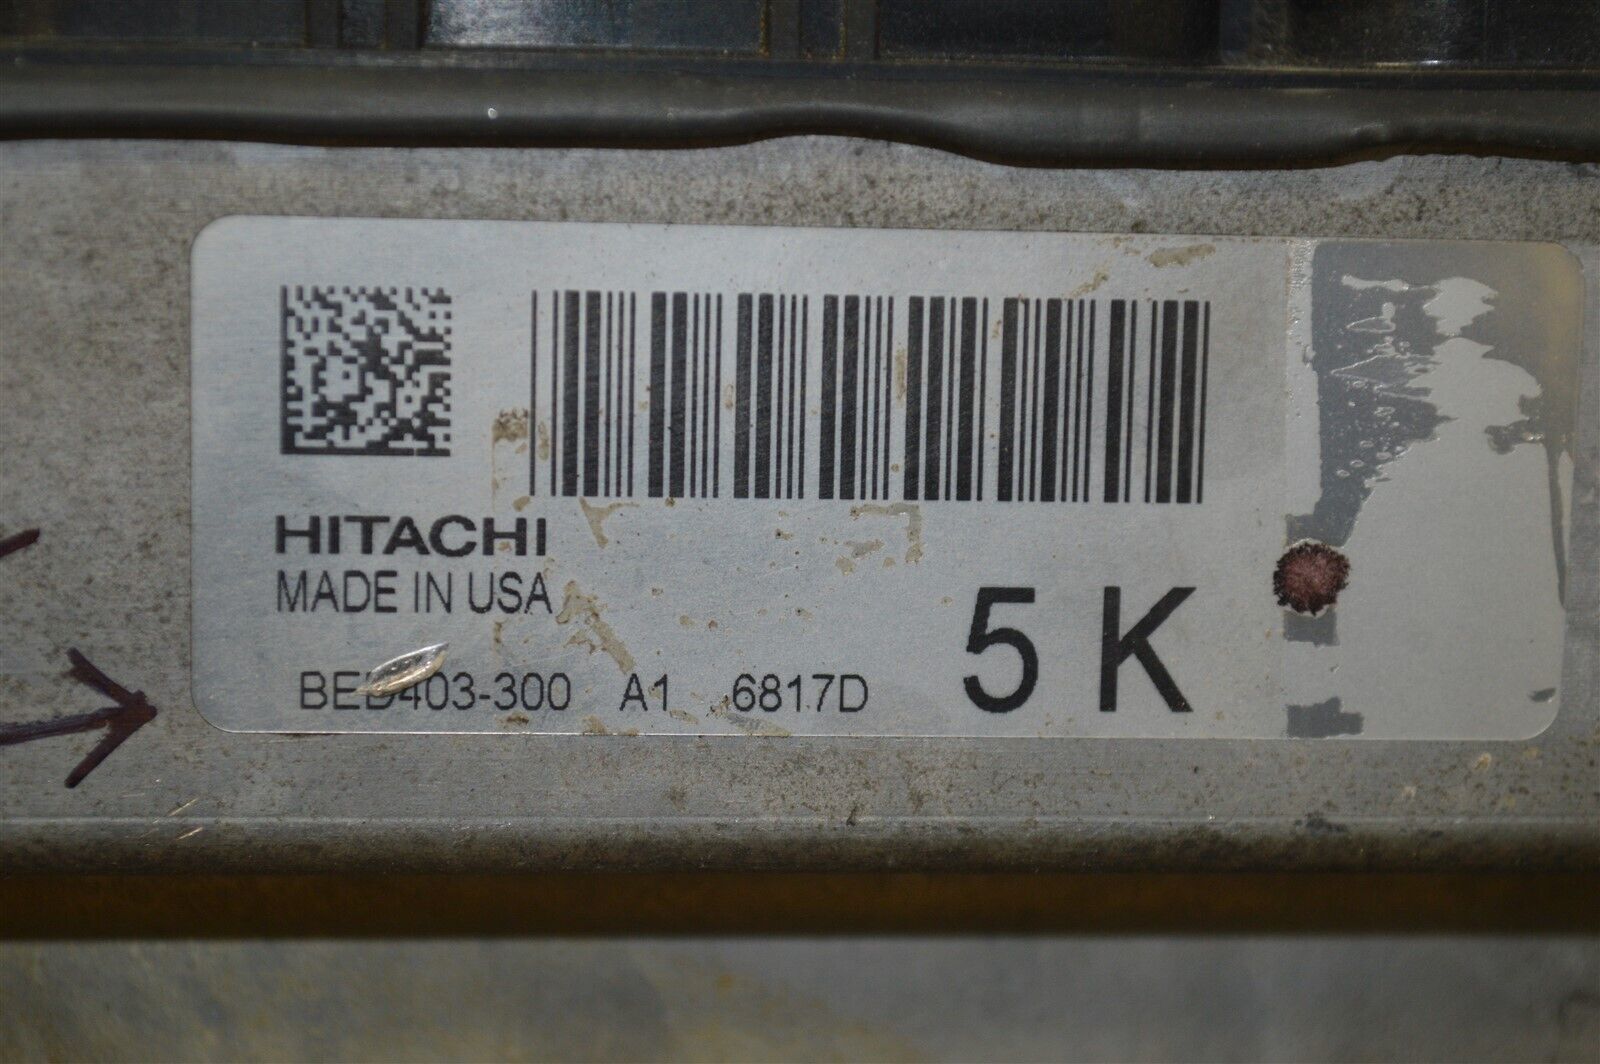 HITACHI
MADE IN USA
BED403-300 A1 6817D
5 K